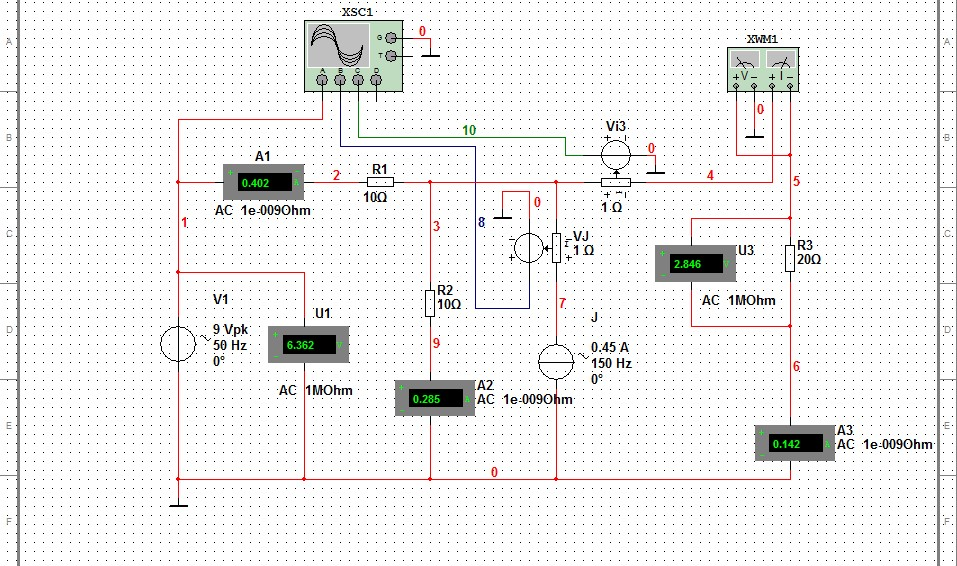 XSC1
G
T
A B C D
0
XWM1
+ V − + I −
0
A A
B B
C C
D D
E E
F F
10
Vi3
+ −
0
A1
+ −
0.402 A
AC 1e-009Ohm
2
R1
10Ω
+ −
1 Ω
4
5
1
3
8
0
VJ
1 Ω
− +
U3
+
2.846 V
−
AC 1MOhm
R3
20Ω
V1
9 Vpk
50 Hz
0°
U1
+
6.362 V
−
AC 1MOhm
R2
10Ω
9
7
J
0.45 A
150 Hz
0°
6
A2
+
0.285 A
−
AC 1e-009Ohm
A3
+
0.142 A
−
AC 1e-009Ohm
0